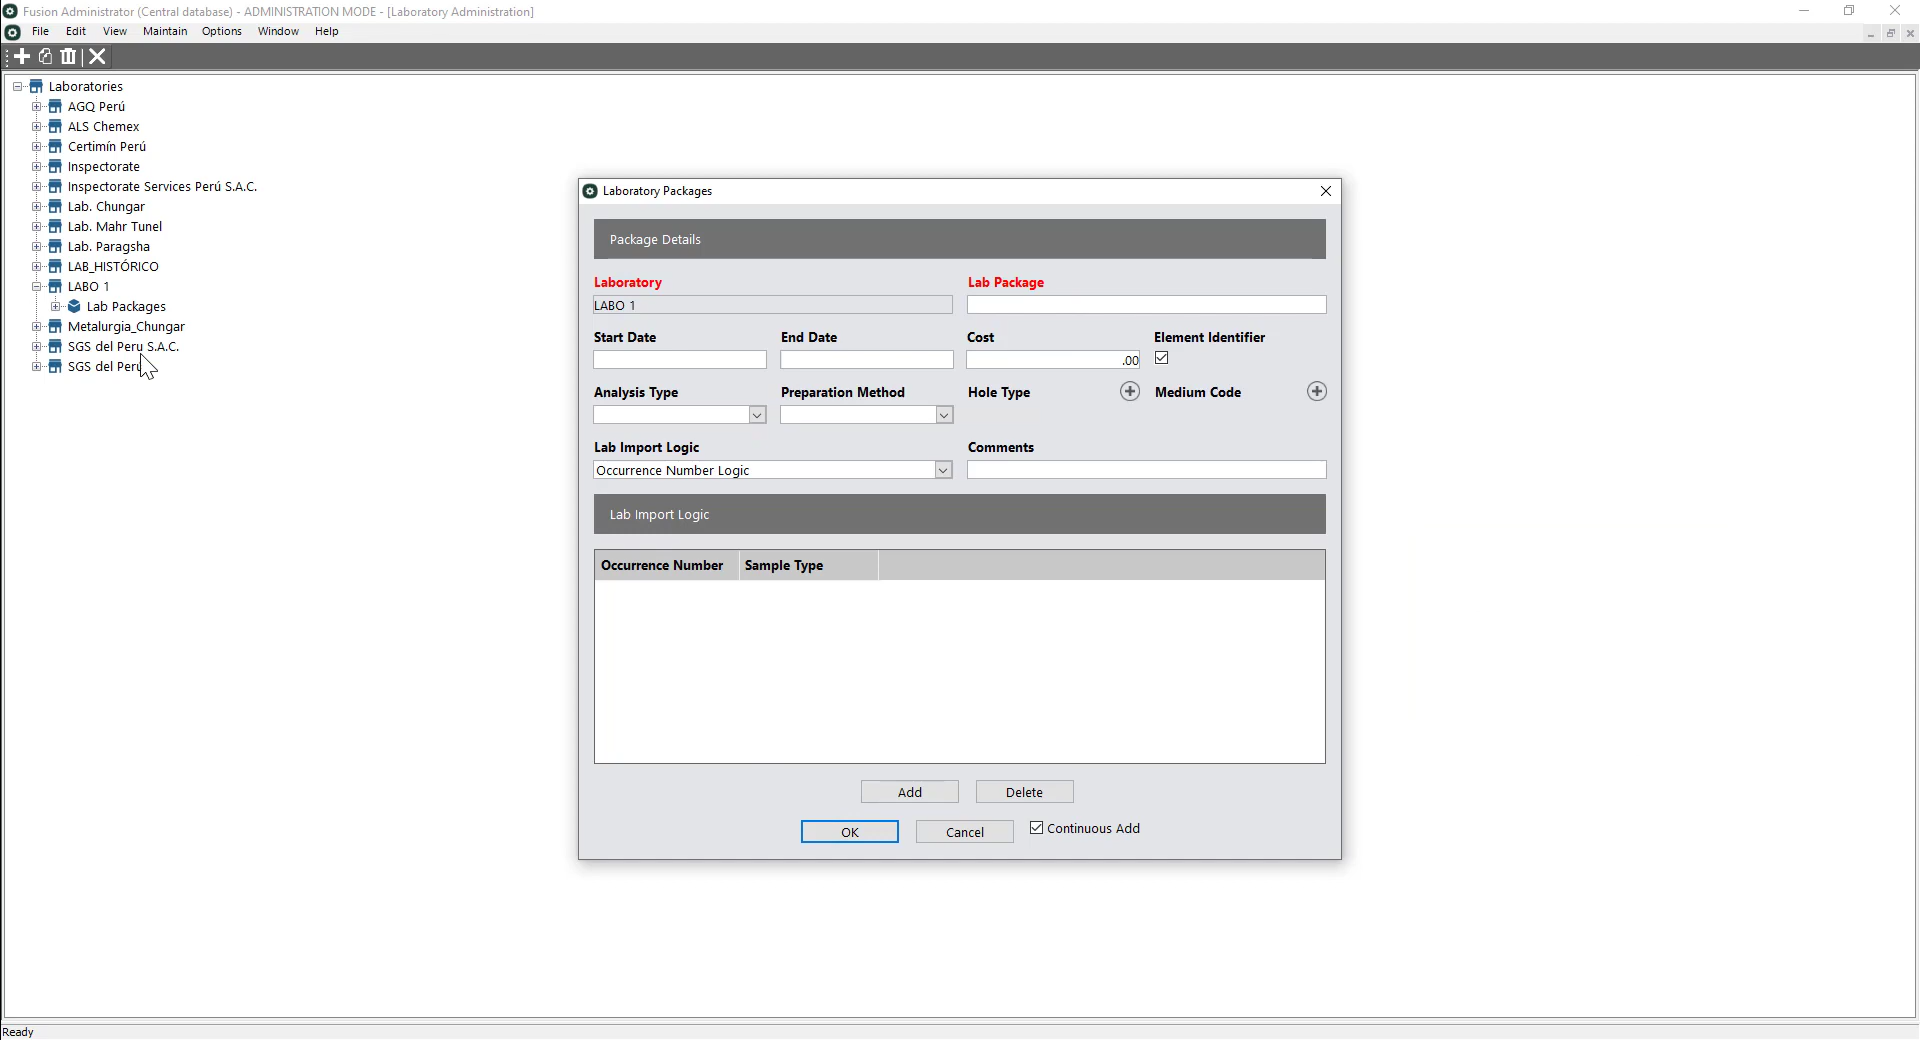 Fusion Administrator (Central database) - ADMINISTRATION MODE - [Laboratory Administration]
File Edit View Maintain Options Window Help
Laboratories
AGQ Perú
ALS Chemex
Certimín Perú
Inspectorate
Inspectorate Services Perú S.A.C.
Lab. Chungar
Lab. Mahr Tunel
Lab. Paragsha
LAB_HISTÓRICO
LABO 1
Lab Packages
Metalurgia_Chungar
SGS del Peru S.A.C.
SGS del Perú
Laboratory Packages
Package Details
Laboratory Lab Package
LABO 1
Start Date End Date Cost Element Identifier
.00
Analysis Type Preparation Method Hole Type Medium Code
Lab Import Logic Comments
Occurrence Number Logic
Lab Import Logic
Occurrence Number Sample Type
Add Delete
OK Cancel Continuous Add
Ready